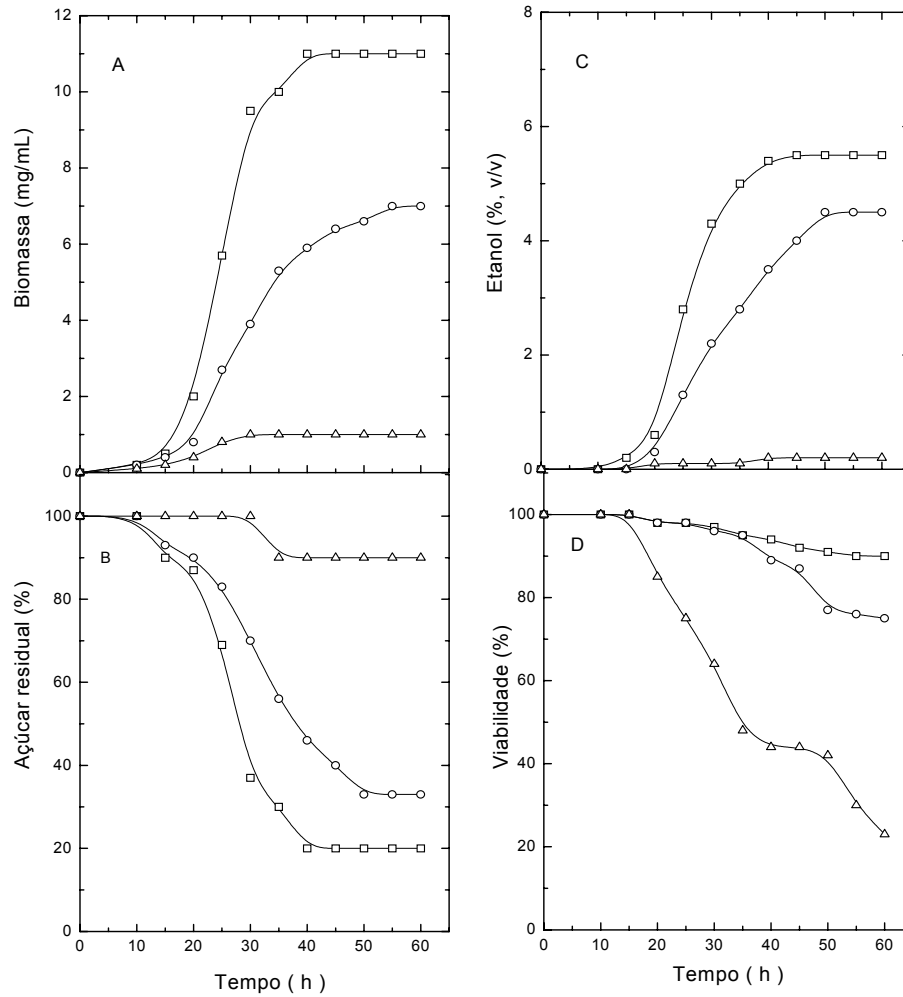 A
Biomassa (mg/mL)
12
10
8
6
4
2
0
B
Açúcar residual (%)
100
80
60
40
20
0
0 10 20 30 40 50 60
Tempo ( h )
C
Etanol (%, v/v)
8
6
4
2
0
D
Viabilidade (%)
100
80
60
40
20
0
0 10 20 30 40 50 60
Tempo ( h )